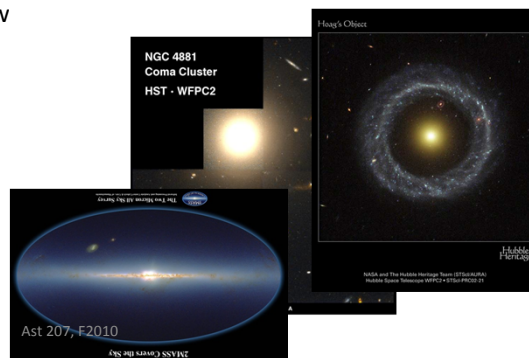 w
NGC 4881
Coma Cluster
HST • WFPC2
Hoag's Object
Hubble
Heritage
NASA and The Hubble Heritage Team (STScI/AURA)
Hubble Space Telescope WFPC2 • STScI-PRC02-21
The Two Micron All Sky Survey
Ast 207, F2010
2MASS Covers the Sky